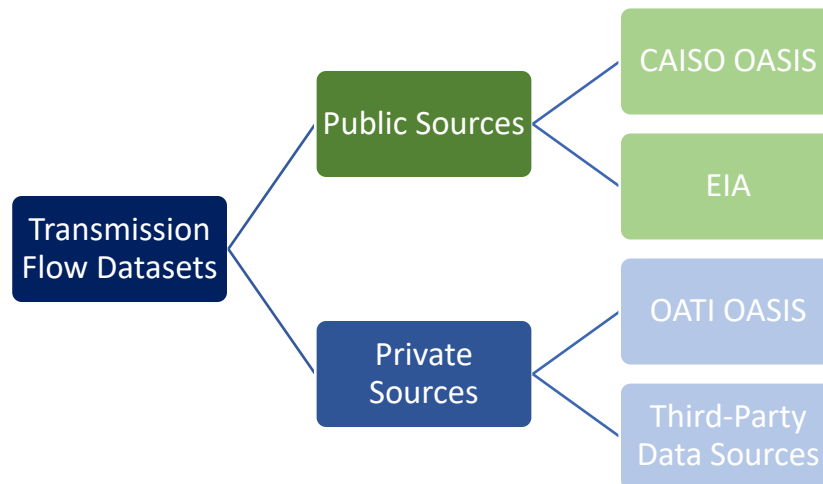 Transmission
Flow Datasets
Public Sources
CAISO OASIS
EIA
Private
Sources
OATI OASIS
Third-Party
Data Sources